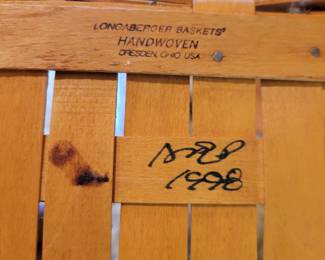 LONGABERGER BASKETS®
HANDWOVEN
DRESDEN, OHIO USA
1998